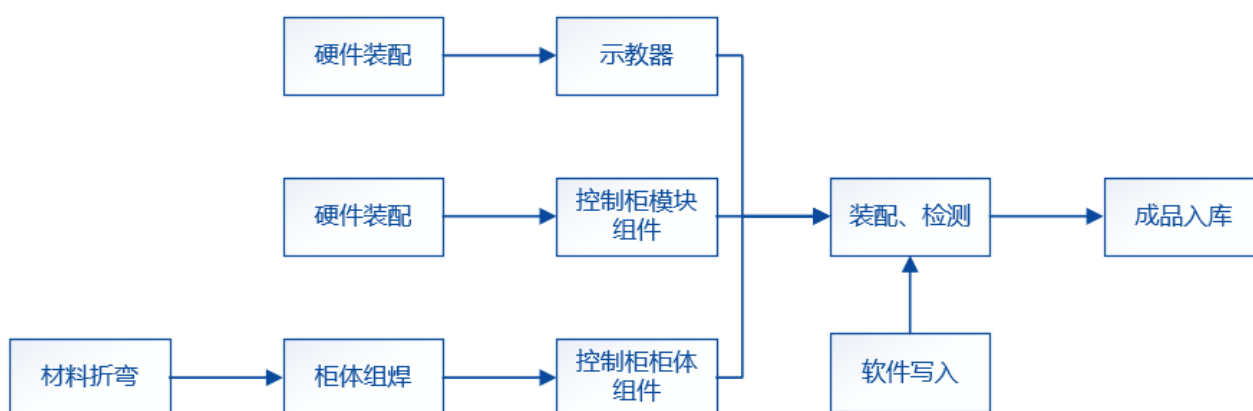 硬件装配
示教器
硬件装配
控制柜模块
组件
装配、检测
成品入库
材料折弯
柜体组焊
控制柜柜体
组件
软件写入